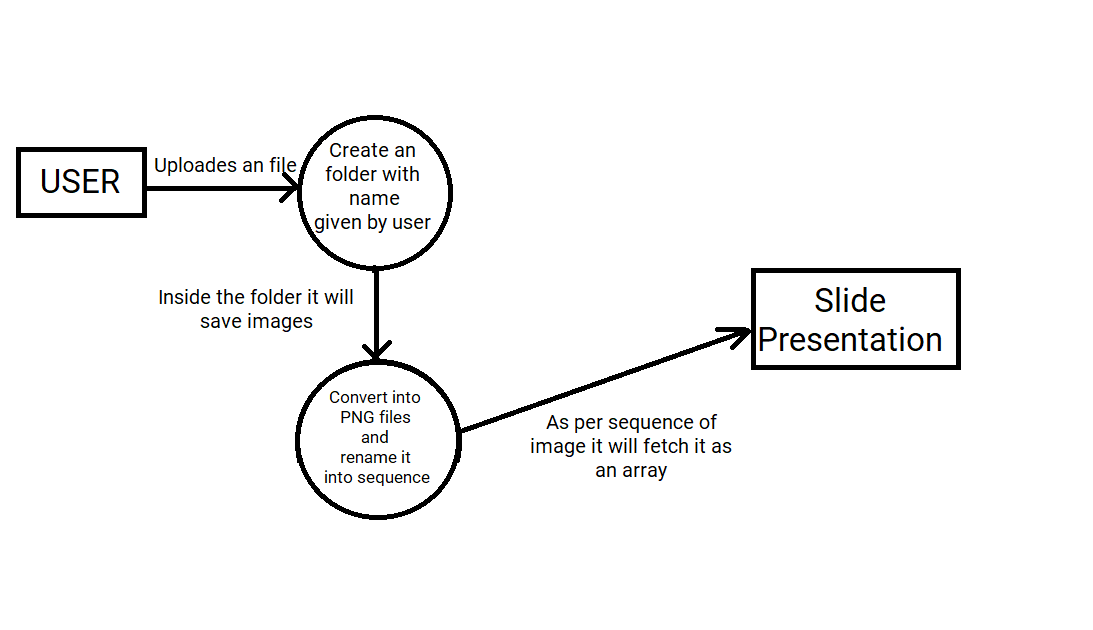 USER
Uploades an file
Create an
folder with
name
given by user
Inside the folder it will
save images
Convert into
PNG files
and
rename it
into sequence
As per sequence of
image it will fetch it as
an array
Slide
Presentation